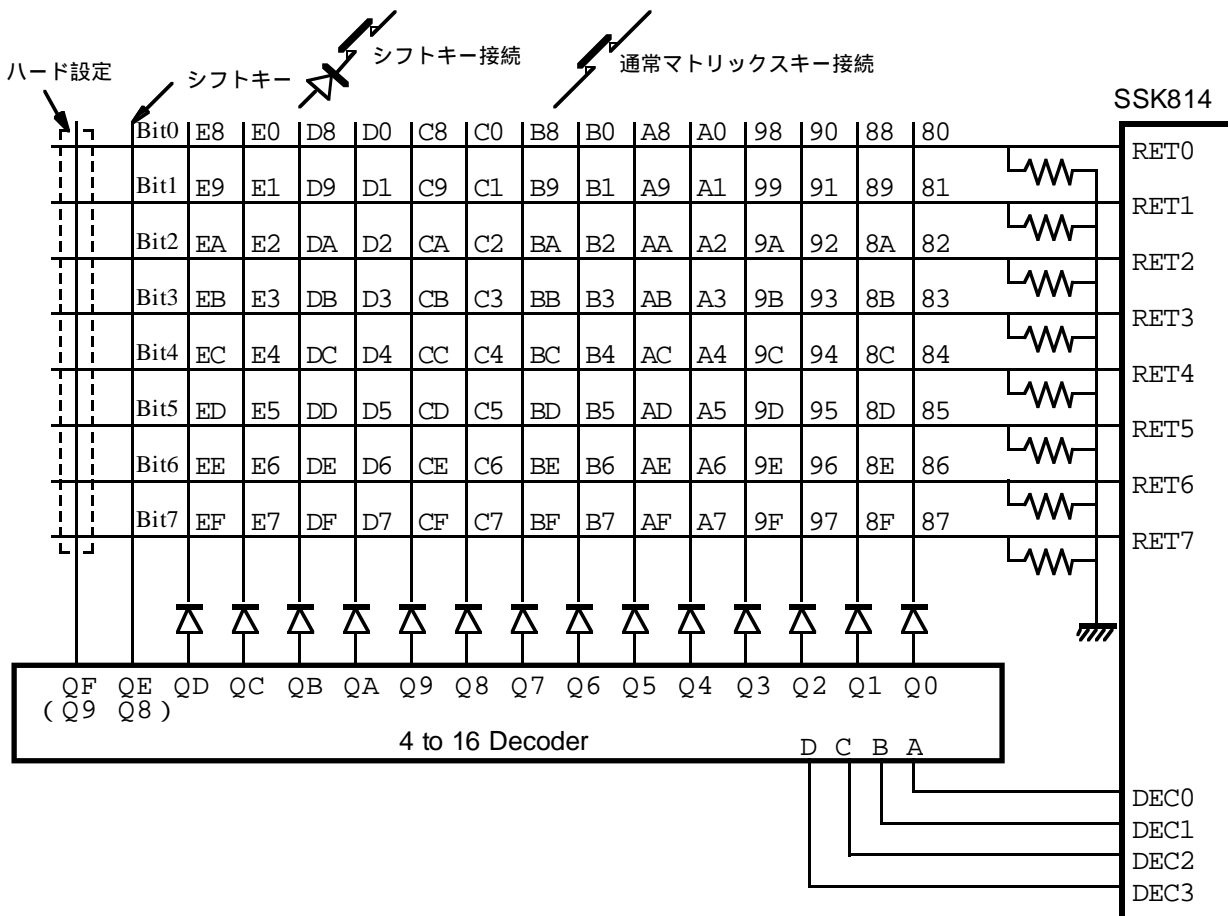 ハード設定
シフトキー
シフトキー接続
通常マトリックスキー接続
SSK814
Bit0 E8 E0 D8 D0 C8 C0 B8 B0 A8 A0 98 90 88 80
RET0
Bit1 E9 E1 D9 D1 C9 C1 B9 B1 A9 A1 99 91 89 81
RET1
Bit2 EA E2 DA D2 CA C2 BA B2 AA A2 9A 92 8A 82
RET2
Bit3 EB E3 DB D3 CB C3 BB B3 AB A3 9B 93 8B 83
RET3
Bit4 EC E4 DC D4 CC C4 BC B4 AC A4 9C 94 8C 84
RET4
Bit5 ED E5 DD D5 CD C5 BD B5 AD A5 9D 95 8D 85
RET5
Bit6 EE E6 DE D6 CE C6 BE B6 AE A6 9E 96 8E 86
RET6
Bit7 EF E7 DF D7 CF C7 BF B7 AF A7 9F 97 8F 87
RET7
QF QE QD QC QB QA Q9 Q8 Q7 Q6 Q5 Q4 Q3 Q2 Q1 Q0
(Q9 Q8)
4 to 16 Decoder
D C B A
DEC0
DEC1
DEC2
DEC3